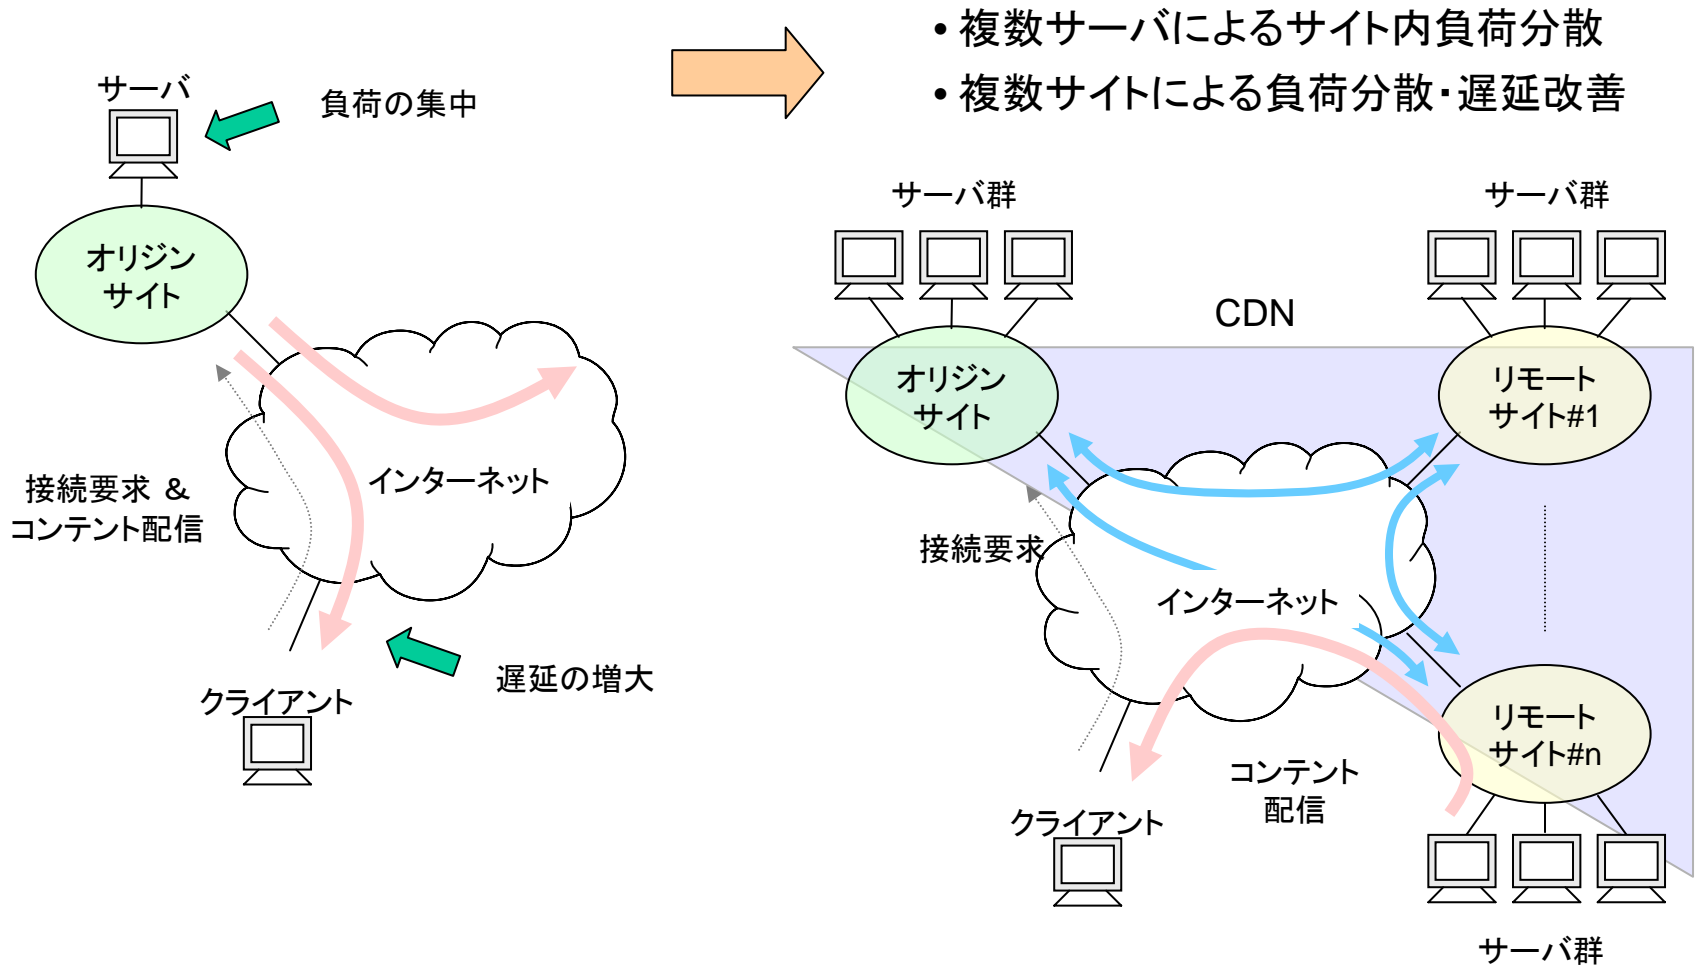 • 複数サーバによるサイト内負荷分散
• 複数サイトによる負荷分散・遅延改善
サーバ
負荷の集中
オリジン
サイト
インターネット
接続要求 &
コンテント配信
遅延の増大
クライアント
サーバ群
サーバ群
CDN
オリジン
サイト
リモート
サイト#1
接続要求
インターネット
リモート
サイト#n
コンテント
配信
クライアント
サーバ群